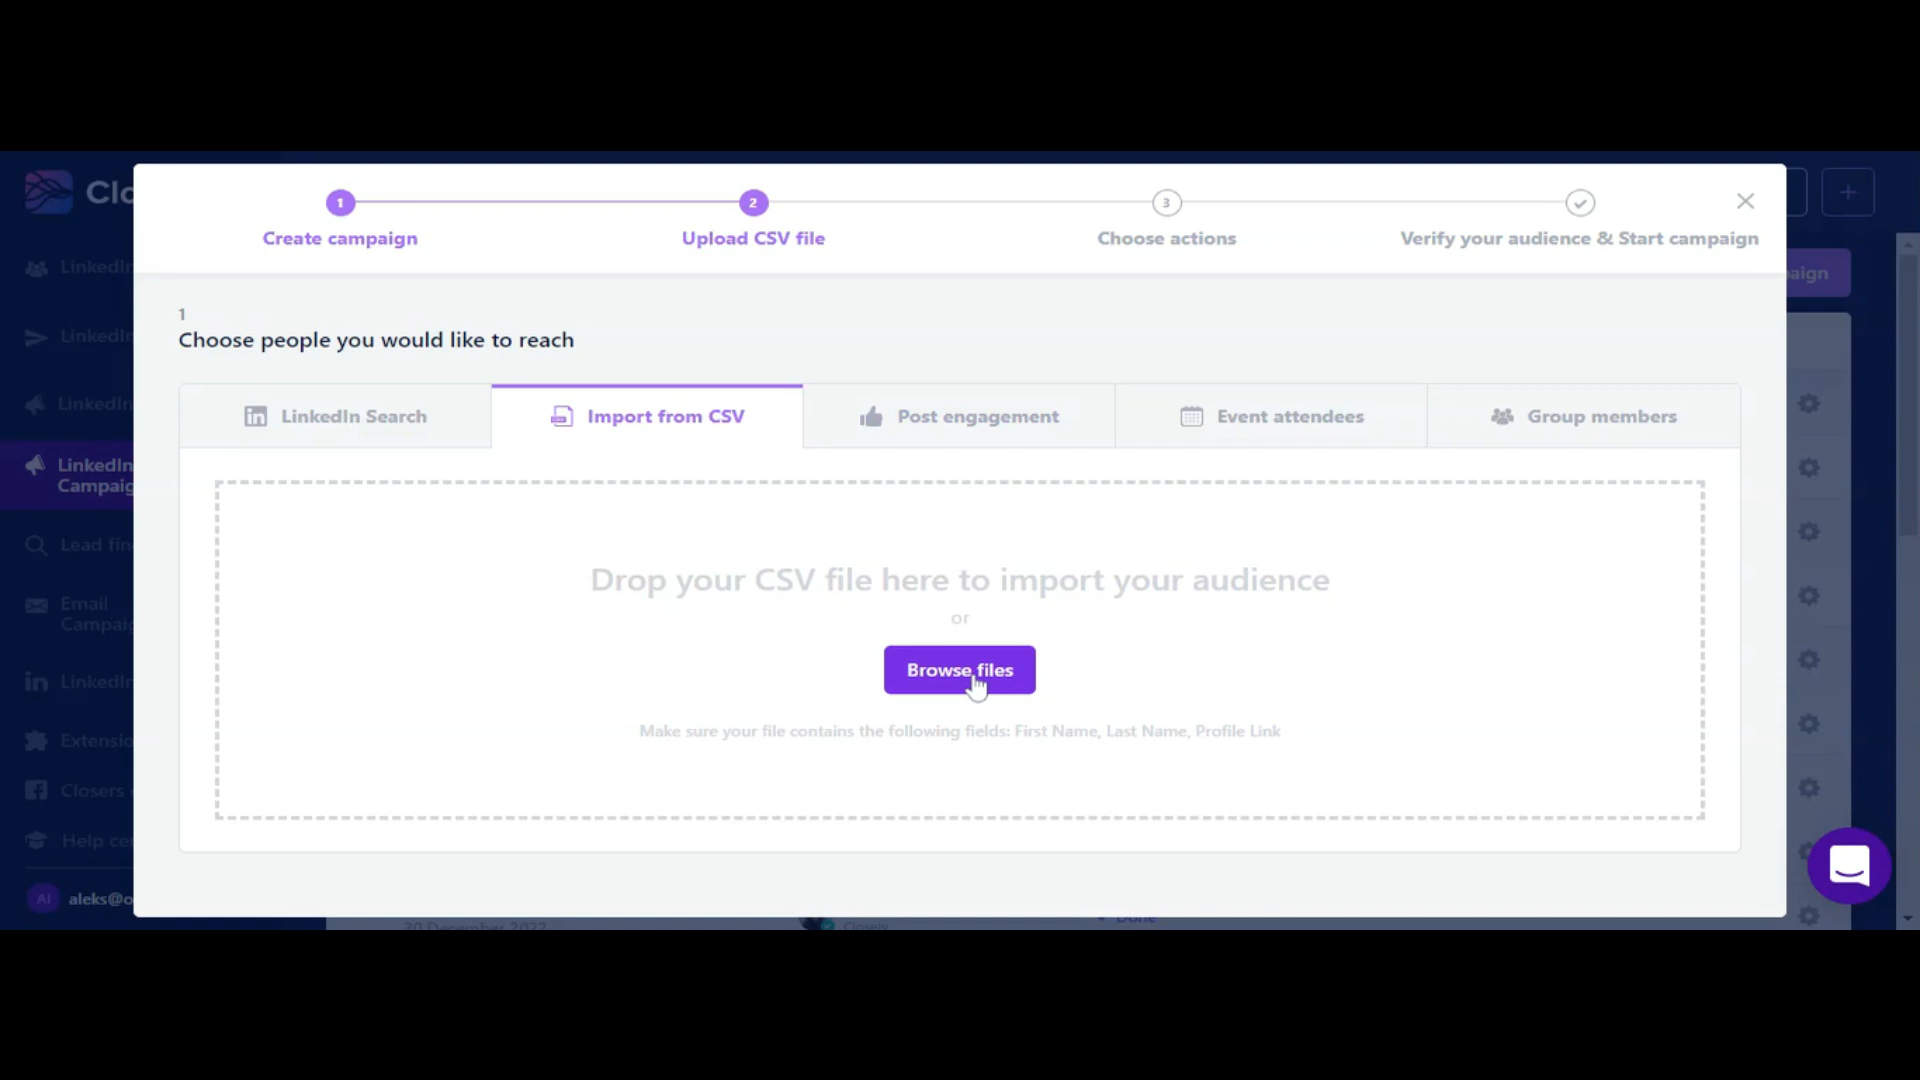 Clo
1
2
3
Create campaign
Upload CSV file
Choose actions
Verify your audience & Start campaign
LinkedIn
LinkedIn
LinkedIn
LinkedIn
Campaig
Lead fin
Email
Campaig
LinkedIn
Extensio
Closers
Help ce
AI
aleks@o
aign
1
Choose people you would like to reach
LinkedIn Search
Import from CSV
Post engagement
Event attendees
Group members
Drop your CSV file here to import your audience
or
Browse files
Make sure your file contains the following fields: First Name, Last Name, Profile Link
30 December 2022
Closely
Done